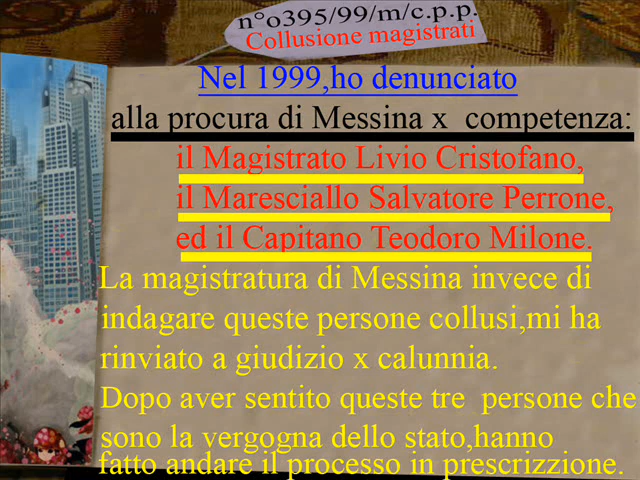 n°o395/99/m/c.p.p.
Collusione magistrati
Nel 1999,ho denunciato
alla procura di Messina x competenza:
il Magistrato Livio Cristofano,
il Maresciallo Salvatore Perrone,
ed il Capitano Teodoro Milone.
La magistratura di Messina invece di
indagare queste persone collusi,mi ha
rinviato a giudizio x calunnia.
Dopo aver sentito queste tre persone che
sono la vergogna dello stato,hanno
fatto andare il processo in prescrizzione.